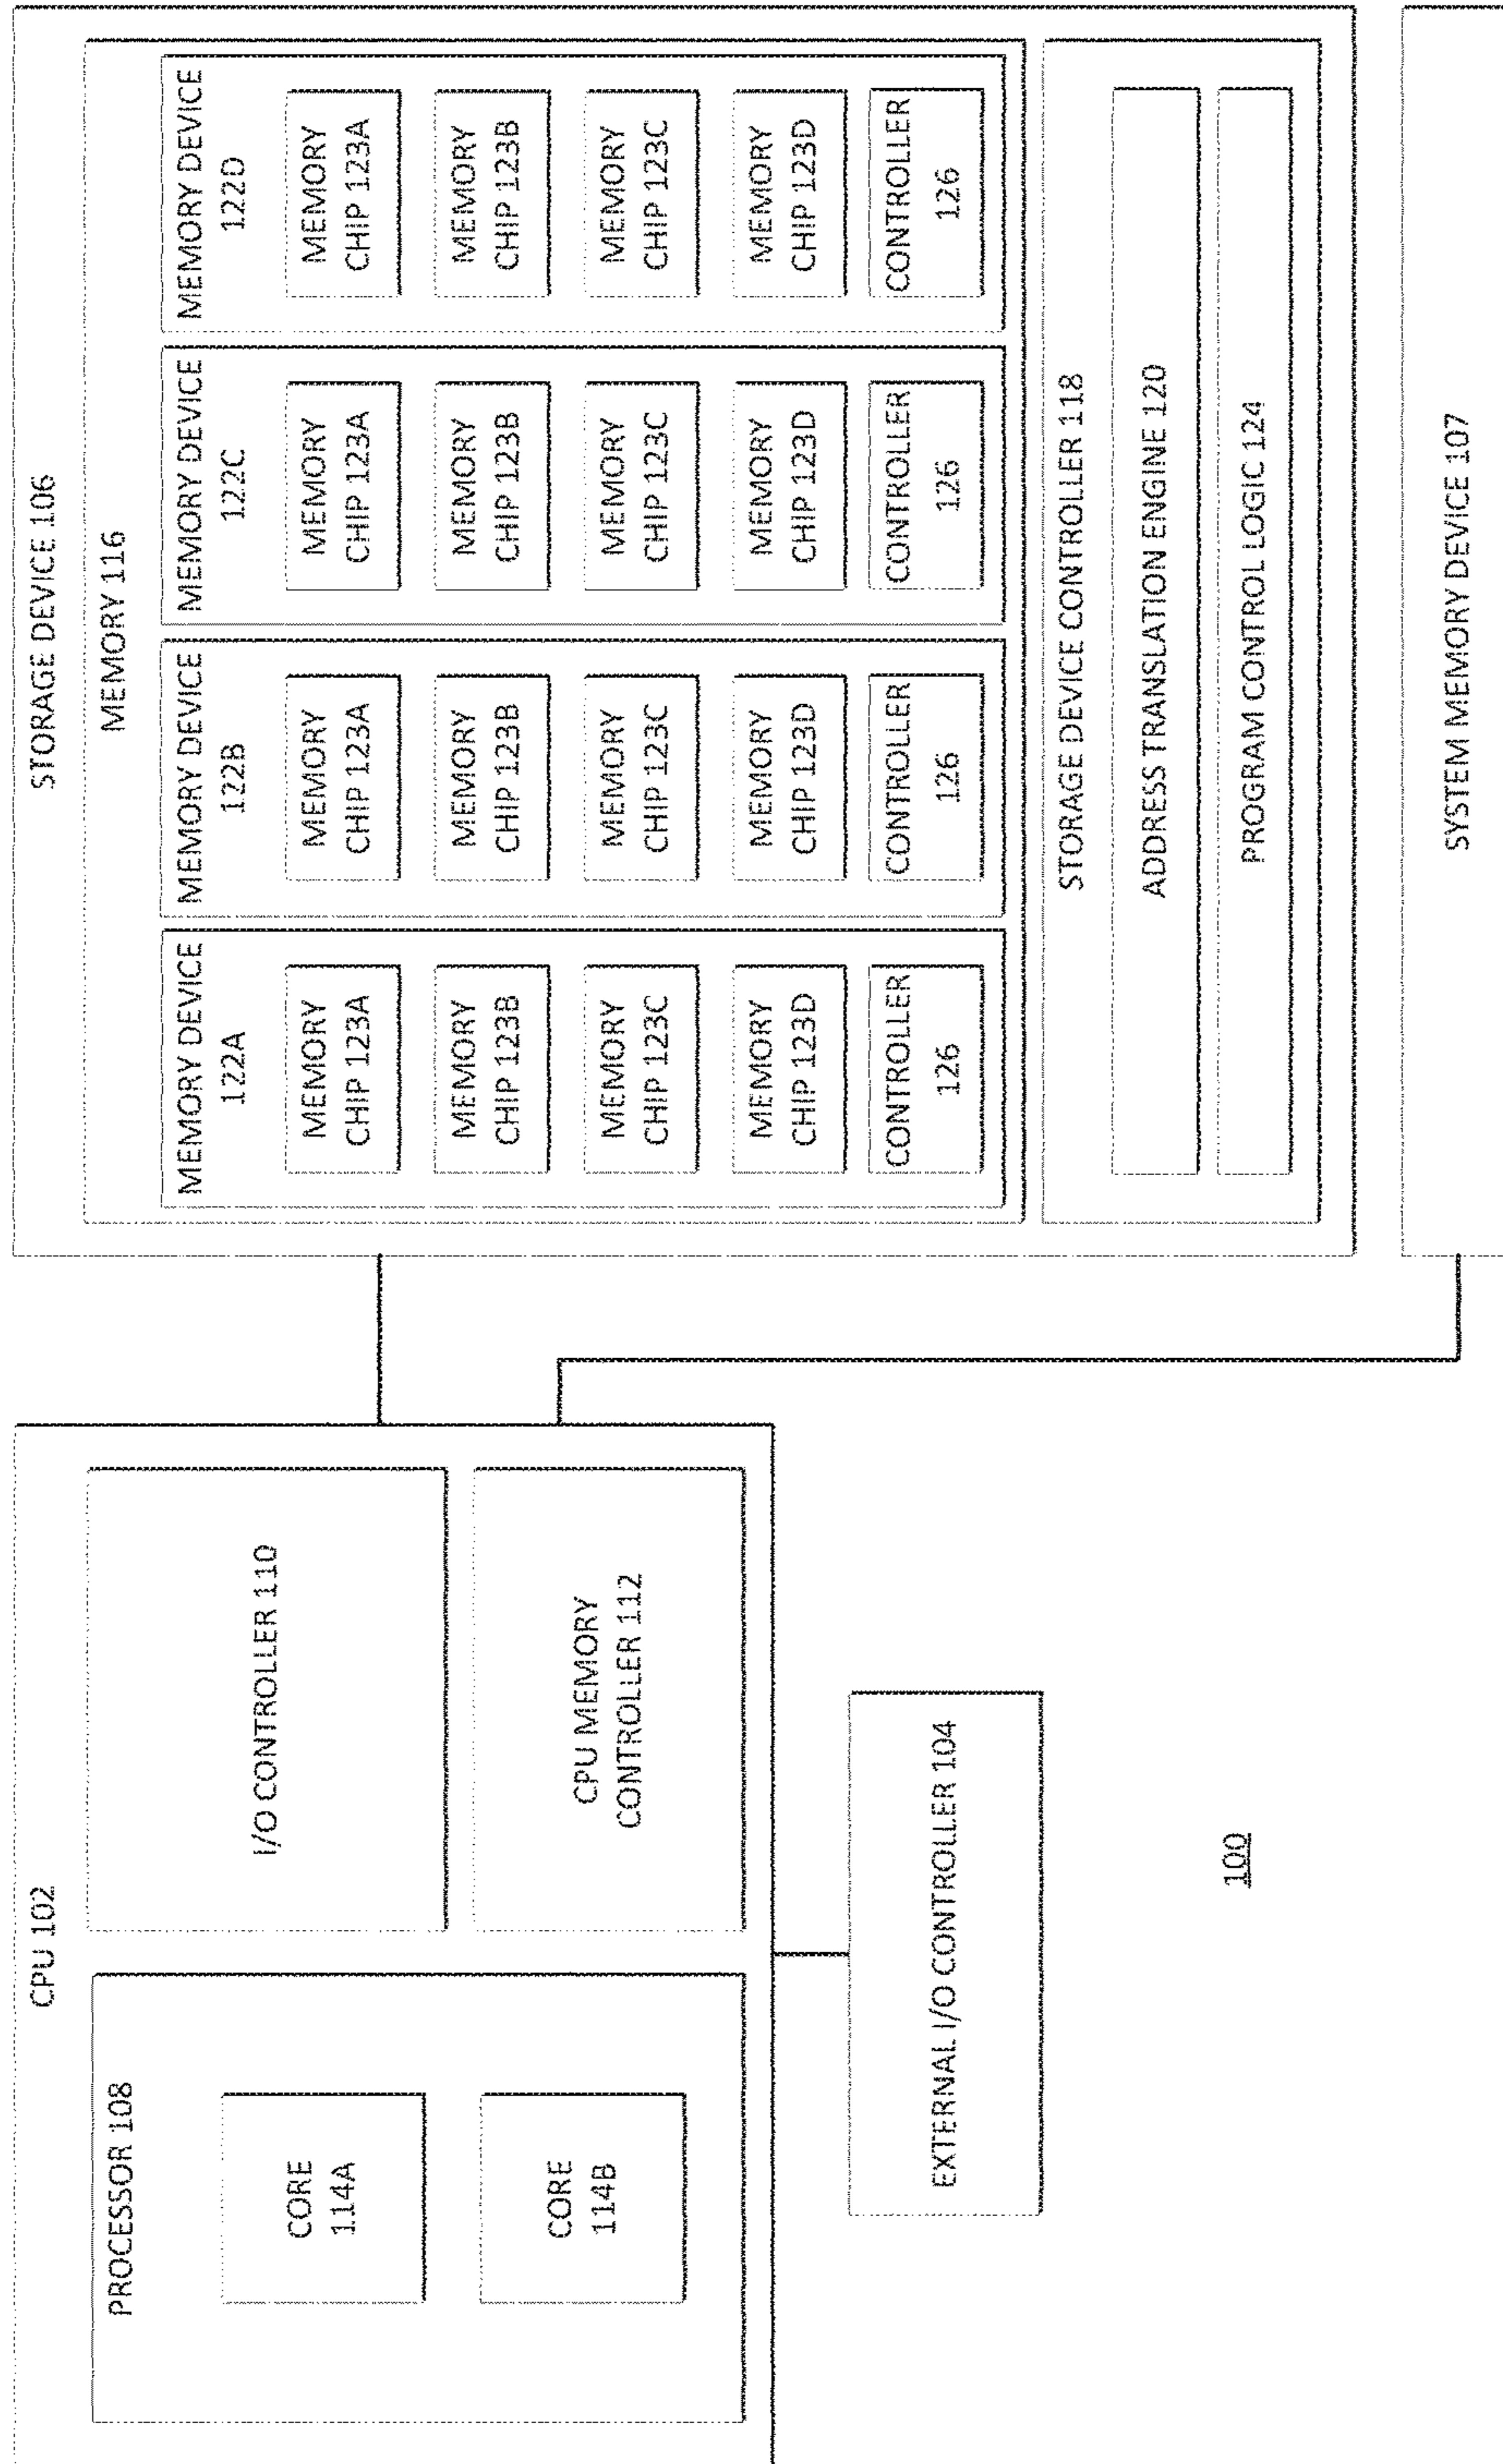 CPU 102
PROCESSOR 108
CORE
114A
CORE
114B
I/O CONTROLLER 110
CPU MEMORY
CONTROLLER 112
EXTERNAL I/O CONTROLLER 104
100
STORAGE DEVICE 106
MEMORY 116
MEMORY DEVICE
122A
MEMORY
CHIP 123A
MEMORY
CHIP 123B
MEMORY
CHIP 123C
MEMORY
CHIP 123D
CONTROLLER
126
MEMORY DEVICE
122B
MEMORY
CHIP 123A
MEMORY
CHIP 123B
MEMORY
CHIP 123C
MEMORY
CHIP 123D
CONTROLLER
126
MEMORY DEVICE
122C
MEMORY
CHIP 123A
MEMORY
CHIP 123B
MEMORY
CHIP 123C
MEMORY
CHIP 123D
CONTROLLER
126
MEMORY DEVICE
122D
MEMORY
CHIP 123A
MEMORY
CHIP 123B
MEMORY
CHIP 123C
MEMORY
CHIP 123D
CONTROLLER
126
STORAGE DEVICE CONTROLLER 118
ADDRESS TRANSLATION ENGINE 120
PROGRAM CONTROL LOGIC 124
SYSTEM MEMORY DEVICE 107